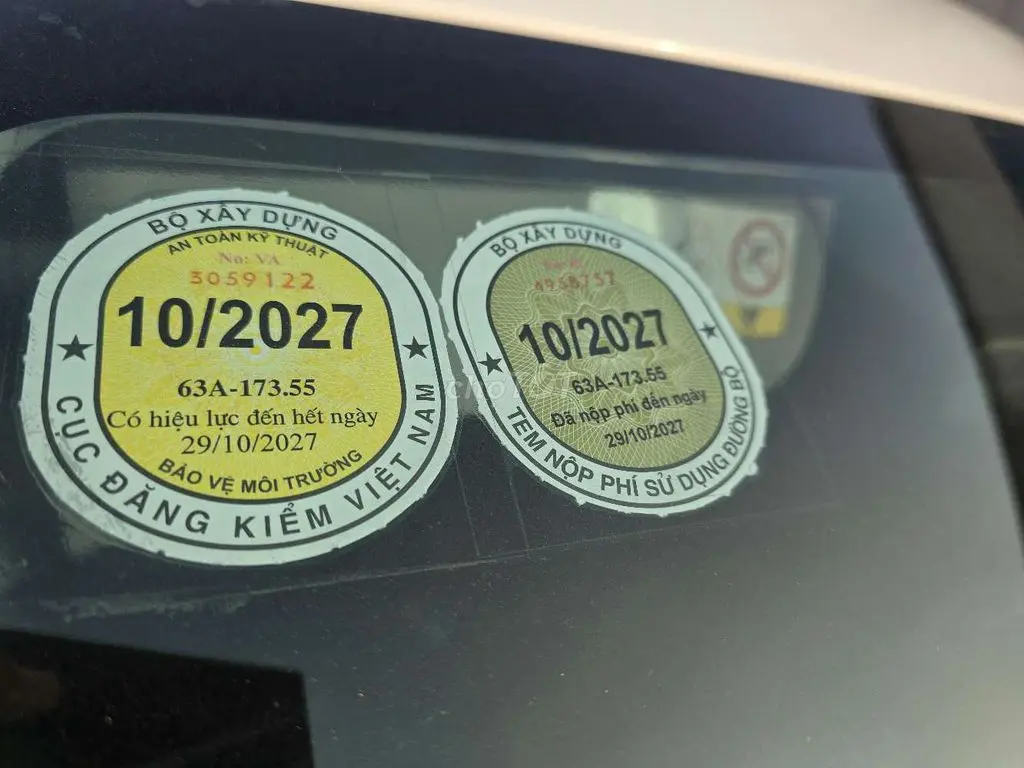 BỘ XÂY DỰNG
AN TOÀN KỸ THUẬT
No: VA
3059122
10/2027
63A-173.55
Có hiệu lực đến hết ngày
29/10/2027
BẢO VỆ MÔI TRƯỜNG
CỤC ĐĂNG KIỂM VIỆT NAM
BỘ XÂY DỰNG
4958757
10/2027
63A-173.55
Đã nộp phí đến ngày
29/10/2027
TEM NỘP PHÍ SỬ DỤNG ĐƯỜNG BỘ